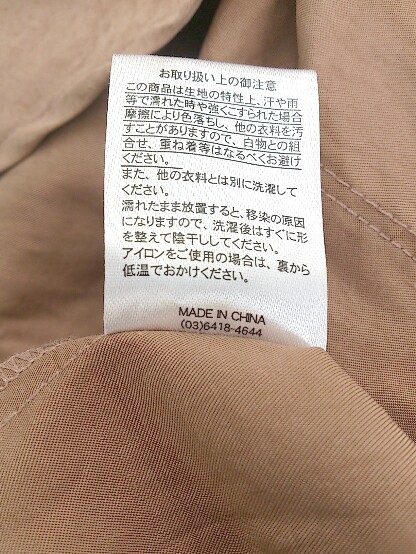 お取り扱い上の御注意
この商品は生地の特性上、汗や雨
等で濡れた時や強くこすられた場合
摩擦により色落ちし、他の衣料を汚
すことがありますので、白物との組
合せ、重ね着等はなるべくお避け
ください。
また、他の衣料とは別に洗濯して
ください。
濡れたまま放置すると、移染の原因
になりますので、洗濯後はすぐに形
を整えて陰干ししてください。
アイロンをご使用の場合は、裏から
低温でおかけください。
MADE IN CHINA
(03)6418-4644